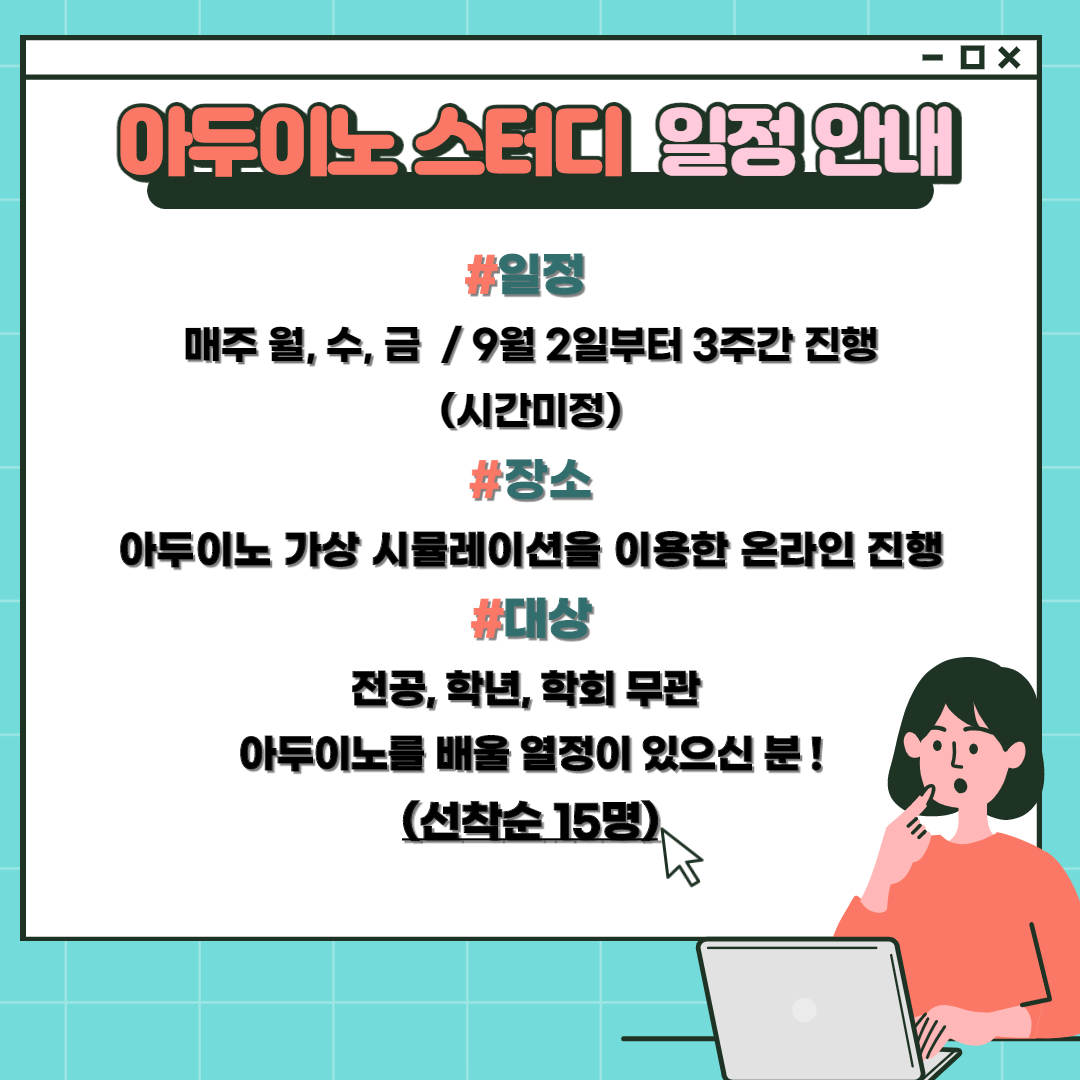 아두이노 스터디 일정 안내
#일정
매주 월, 수, 금 / 9월 2일부터 3주간 진행
(시간미정)
#장소
아두이노 가상 시뮬레이션을 이용한 온라인 진행
#대상
전공, 학년, 학회 무관
아두이노를 배울 열정이 있으신 분 !
(선착순 15명)